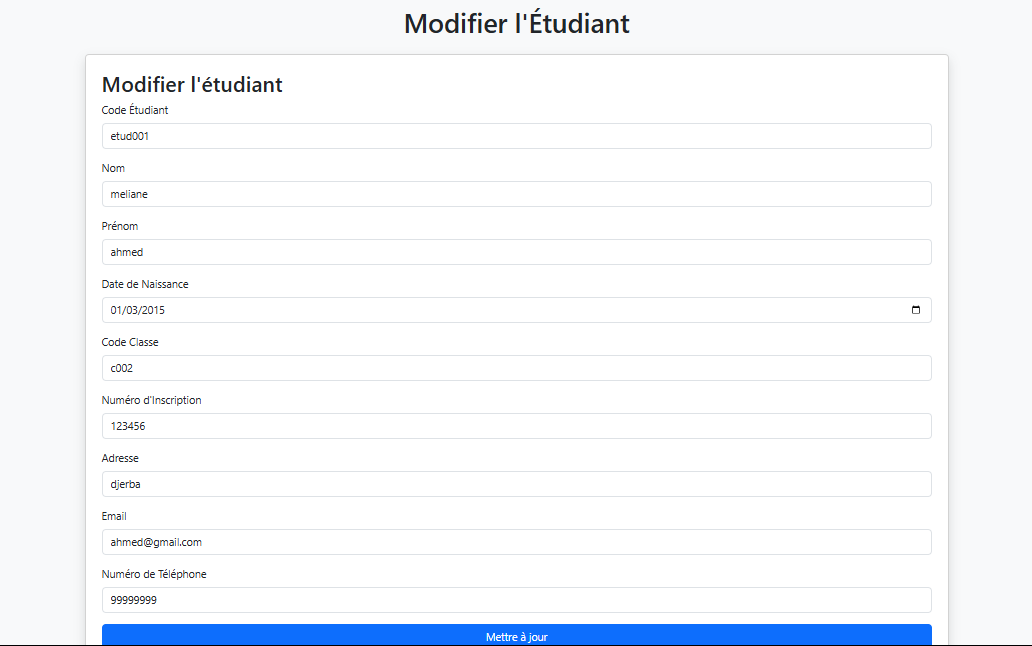 Modifier l'Étudiant
Modifier l'étudiant
Code Étudiant
etud001
Nom
meliane
Prénom
ahmed
Date de Naissance
01/03/2015
Code Classe
c002
Numéro d'Inscription
123456
Adresse
djerba
Email
ahmed@gmail.com
Numéro de Téléphone
99999999
Mettre à jour